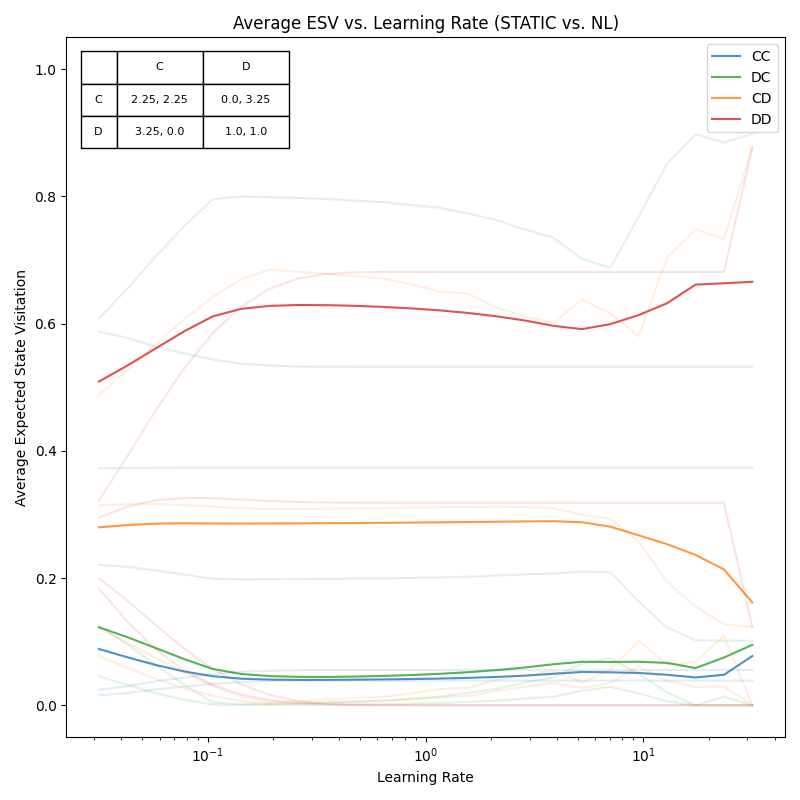 Average ESV vs. Learning Rate (STATIC vs. NL)
C D
C 2.25, 2.25 0.0, 3.25
D 3.25, 0.0 1.0, 1.0
CC
DC
CD
DD
1.0
0.8
0.6
0.4
0.2
0.0
Average Expected State Visitation
10⁻¹ 10⁰ 10¹
Learning Rate